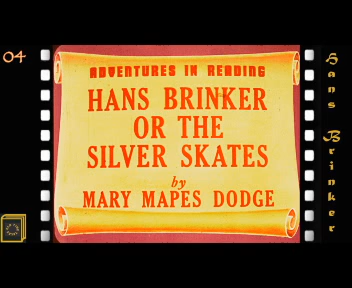 04
ADVENTURES IN READING
HANS BRINKER
OR THE
SILVER SKATES
by
MARY MAPES DODGE
Hans Brinker